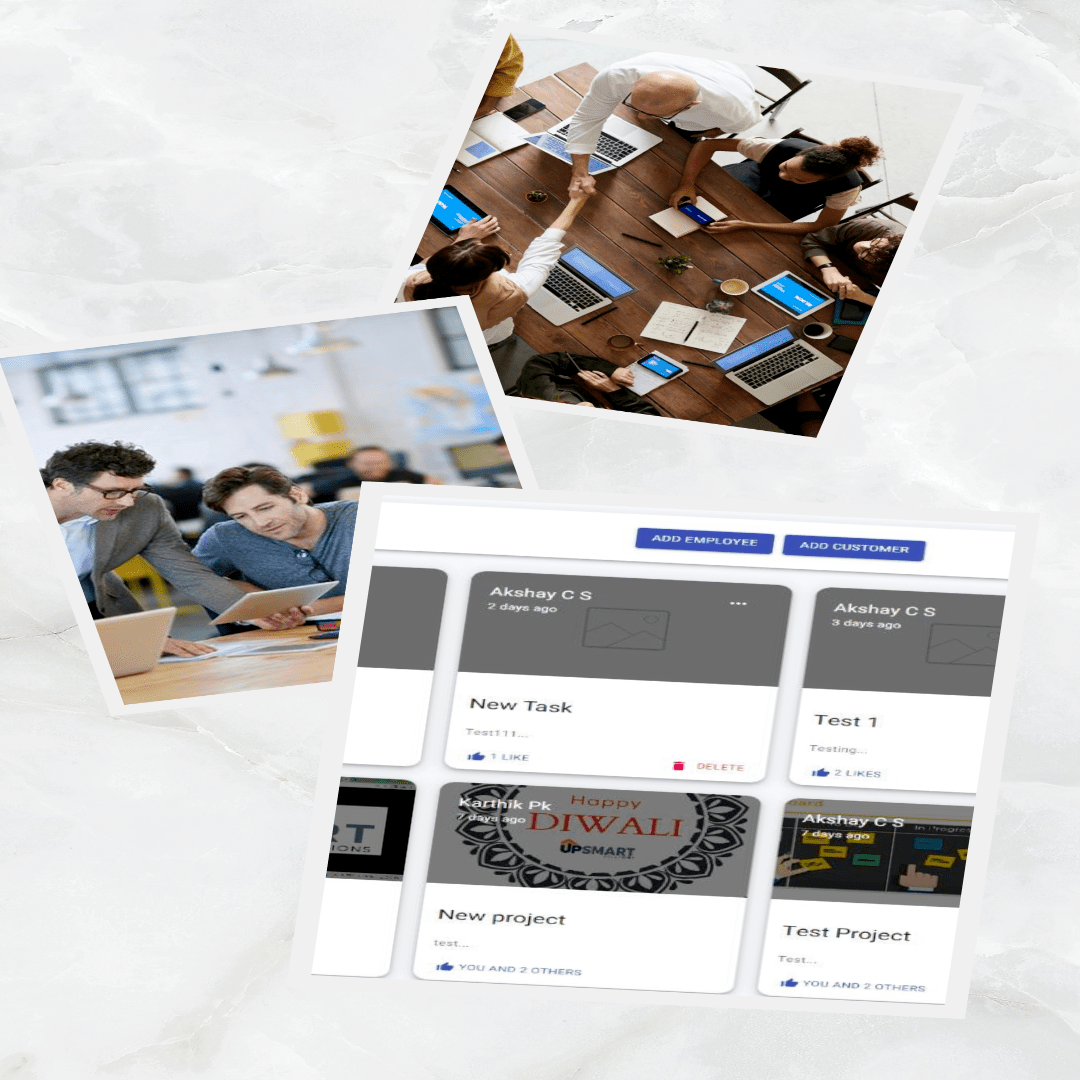 ADD EMPLOYEE
ADD CUSTOMER
Akshay C S
2 days ago
New Task
Test111...
1 LIKE
DELETE
Akshay C S
3 days ago
Test 1
Testing...
2 LIKES
RT
IONS
Karthik Pk
7 days ago
Happy
DIWALI
UPSMART
New project
test...
YOU AND 2 OTHERS
oard
In Progres
Akshay C S
7 days ago
Test Project
Test...
YOU AND 2 OTHERS